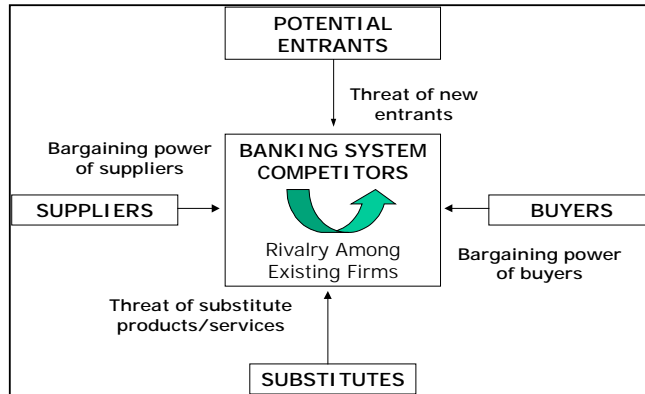 POTENTIAL
ENTRANTS
Threat of new
entrants
Bargaining power
of suppliers
BANKING SYSTEM
COMPETITORS
SUPPLIERS
BUYERS
Rivalry Among
Existing Firms
Bargaining power
of buyers
Threat of substitute
products/services
SUBSTITUTES